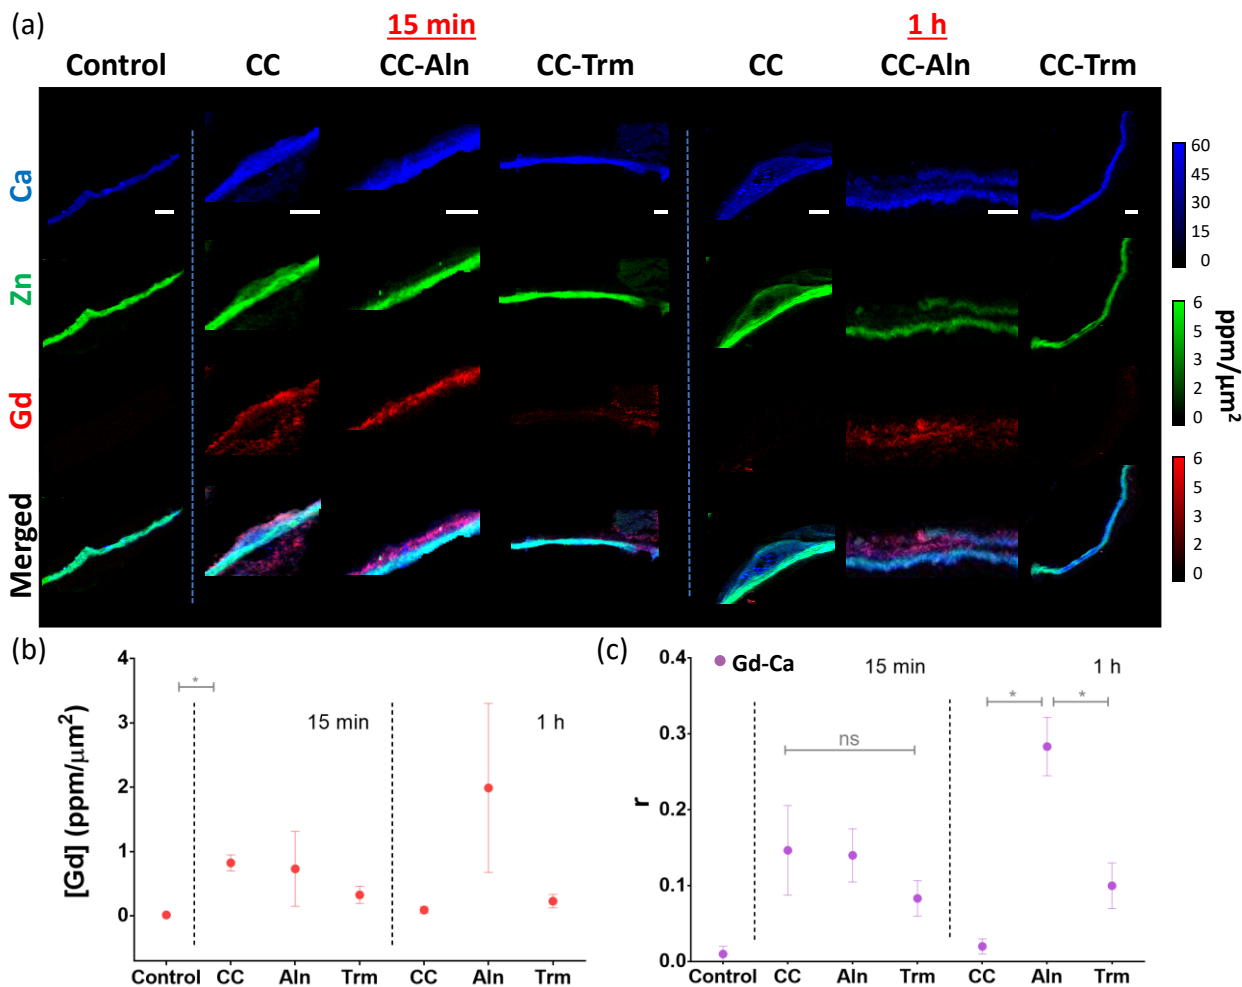 (a)
15 min
1 h
Control
CC
CC-Aln
CC-Trm
CC
CC-Aln
CC-Trm
Ca
Zn
Gd
Merged
60
45
30
15
0
6
5
3
2
0
6
5
3
2
0
ppm/μm²
(b)
[Gd] (ppm/μm²)
4
3
2
1
0
*
15 min
1 h
Control
CC
Aln
Trm
CC
Aln
Trm
(c)
r
0.4
0.3
0.2
0.1
0.0
Gd-Ca
15 min
1 h
ns
*
*
Control
CC
Aln
Trm
CC
Aln
Trm